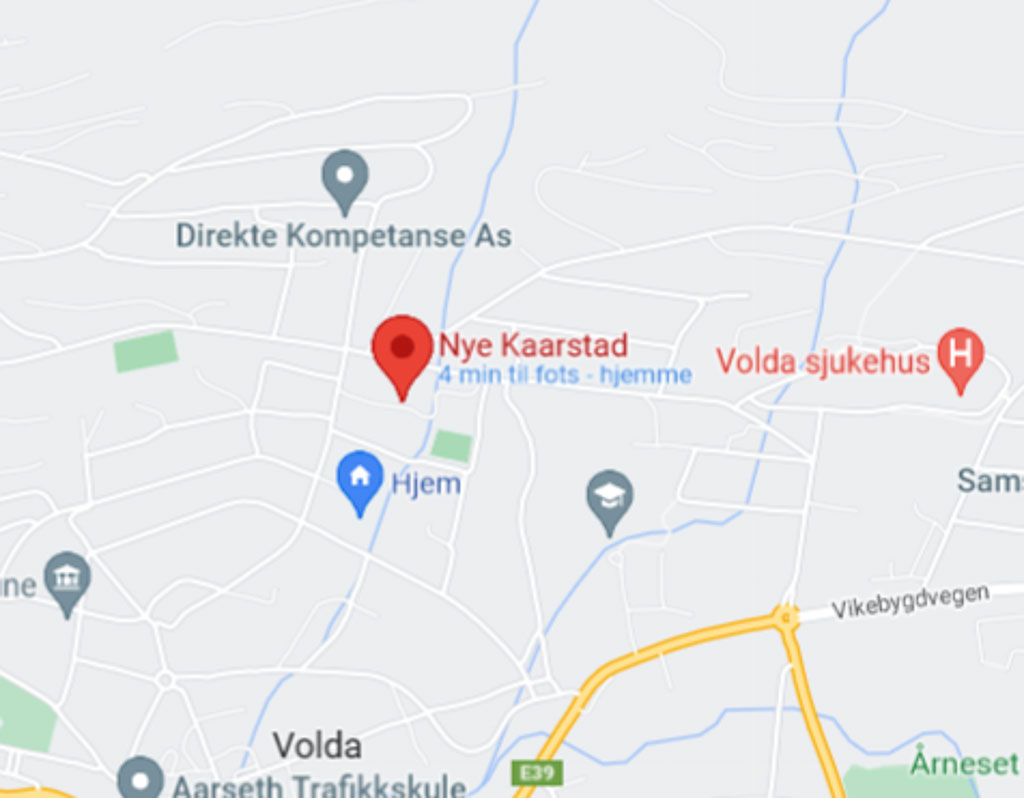 Direkte Kompetanse As
Nye Kaarstad
4 min til fots - hjemme
Volda sjukehus
H
Hjem
Sams
ne
Vikebygdvegen
Volda
E39
Årneset
Aarseth Trafikkskule